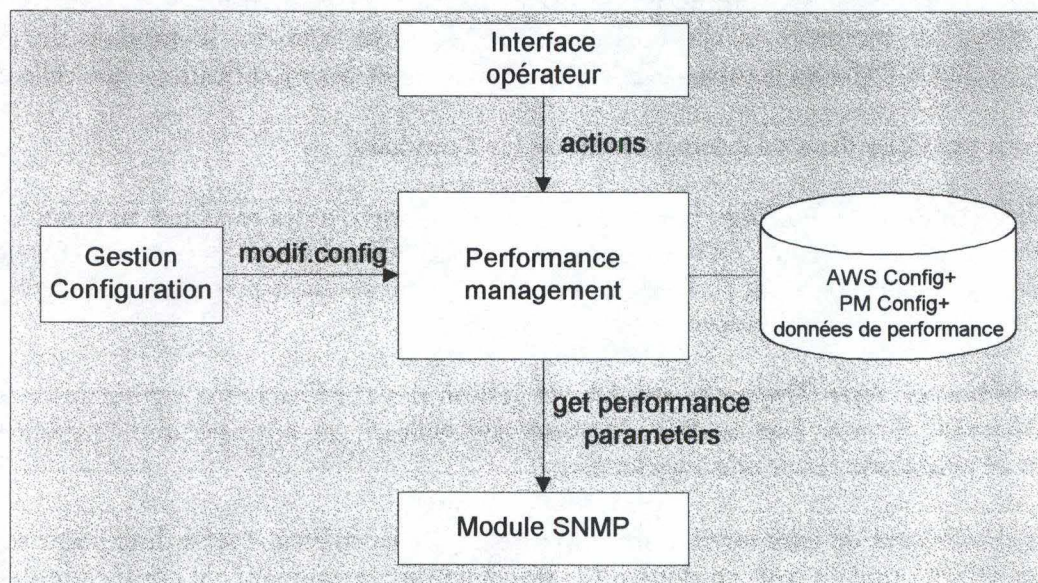 Interface
opérateur
actions
Gestion
Configuration
modif.config
Performance
management
AWS Config+
PM Config+
données de performance
get performance
parameters
Module SNMP